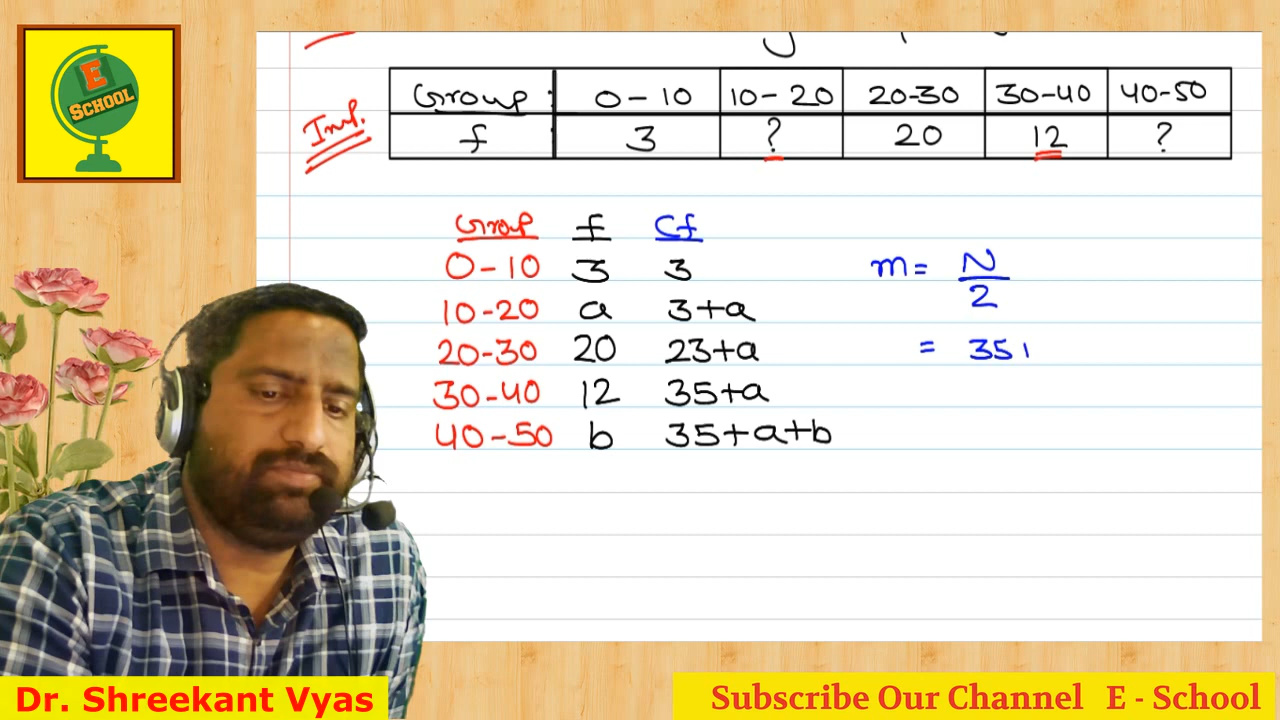 E
SCHOOL
Group : 0-10 10-20 20-30 30-40 40-50
Imp.
f : 3 ? 20 12 ?
Group f Cf
0-10 3 3
m = N/2
10-20 a 3+a
20-30 20 23+a
= 35
30-40 12 35+a
40-50 b 35+a+b
Dr. Shreekant Vyas
Subscribe Our Channel E - School